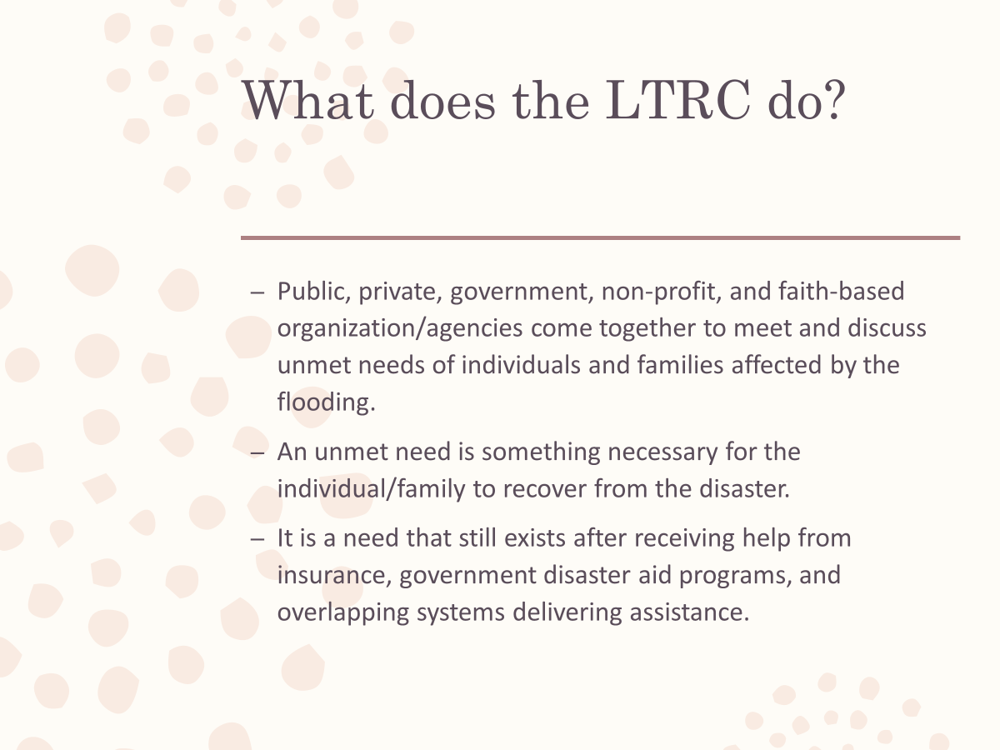 What does the LTRC do?
– Public, private, government, non-profit, and faith-based
organization/agencies come together to meet and discuss
unmet needs of individuals and families affected by the
flooding.
– An unmet need is something necessary for the
individual/family to recover from the disaster.
– It is a need that still exists after receiving help from
insurance, government disaster aid programs, and
overlapping systems delivering assistance.